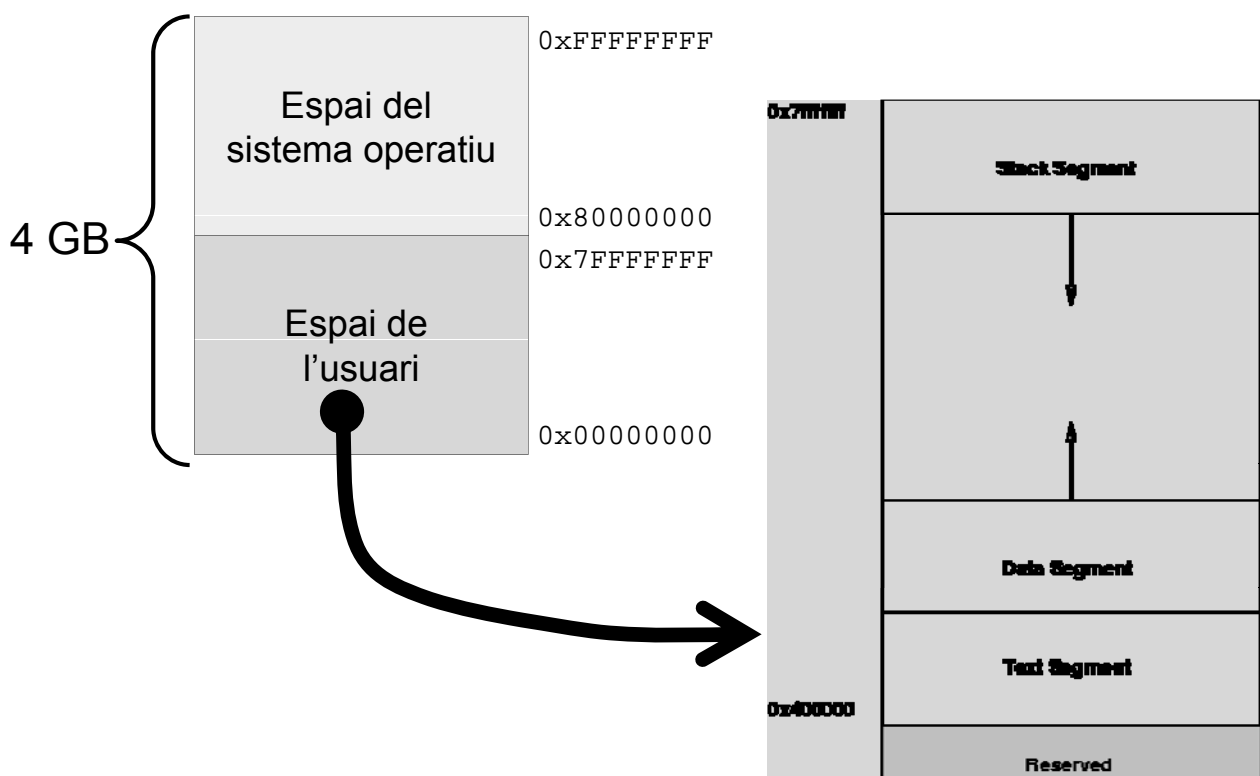 0xFFFFFFFF
Espai del
sistema operatiu
4 GB
0x80000000
0x7FFFFFFF
Espai de
l’usuari
0x00000000
Stack Segment
Data Segment
Text Segment
0x400000
Reserved